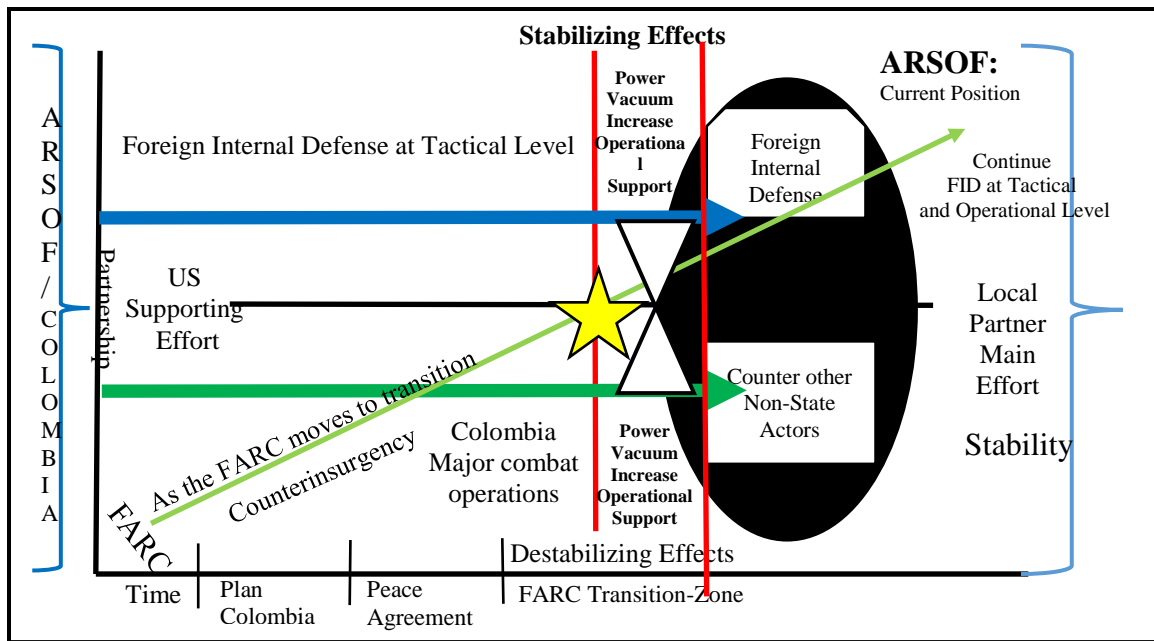 Stabilizing Effects
ARSOF:
Current Position
Power
Vacuum
Increase
Operationa
l
Support
ARSOF/COLOMBIA
Partnership
Foreign Internal Defense at Tactical Level
Foreign
Internal
Defense
Continue
FID at Tactical
and Operational Level
US
Supporting
Effort
Local
Partner
Main
Effort
Stability
As the FARC moves to transition
Counterinsurgency
FARC
Colombia
Major combat
operations
Counter other
Non-State
Actors
Power
Vacuum
Increase
Operational
Support
Destabilizing Effects
Time
Plan
Colombia
Peace
Agreement
FARC Transition-Zone